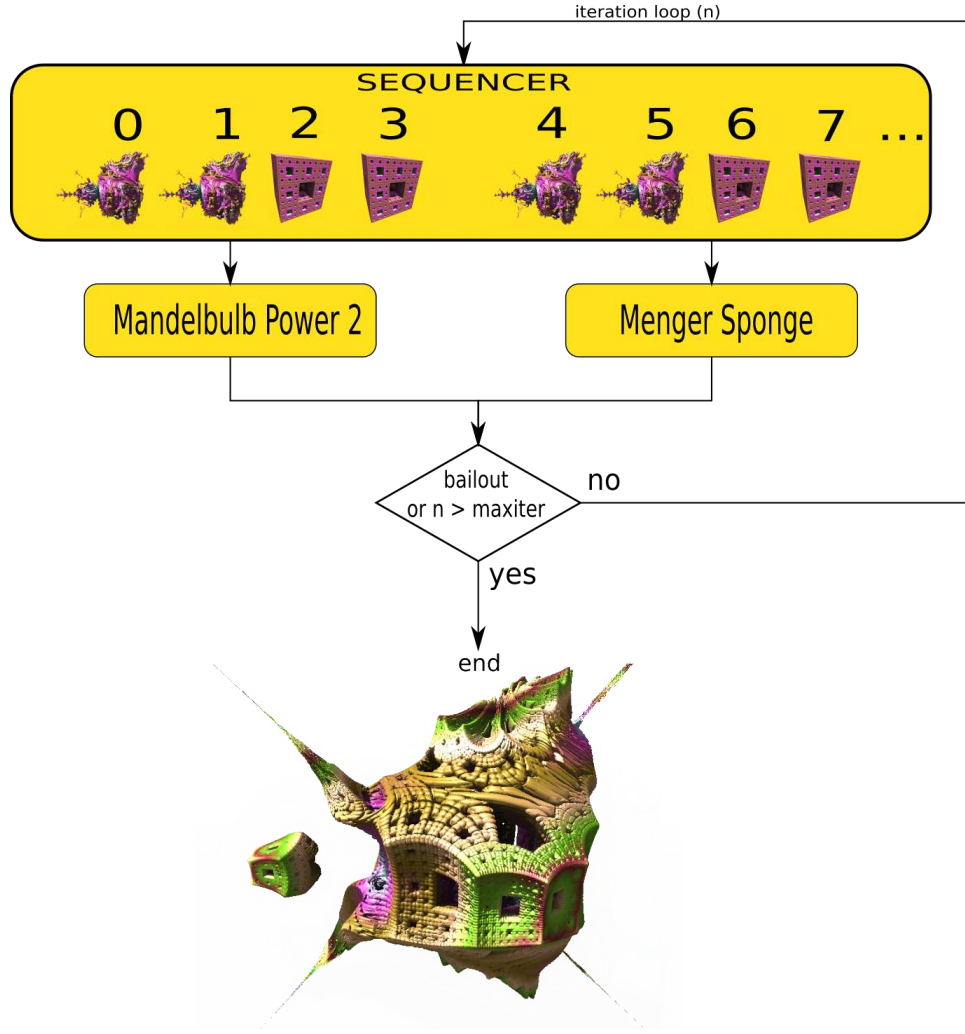 iteration loop (n)
SEQUENCER
0 1 2 3 4 5 6 7 ...
Mandelbulb Power 2
Menger Sponge
bailout
or n > maxiter
no
yes
end